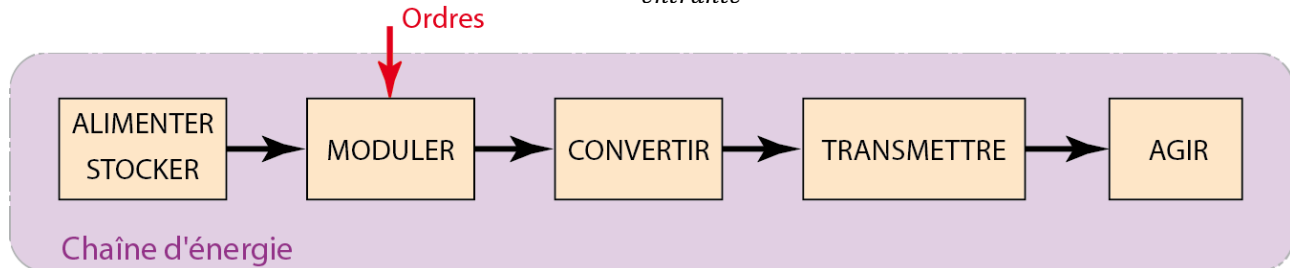 Ordres
ALIMENTER
STOCKER
MODULER
CONVERTIR
TRANSMETTRE
AGIR
Chaîne d'énergie